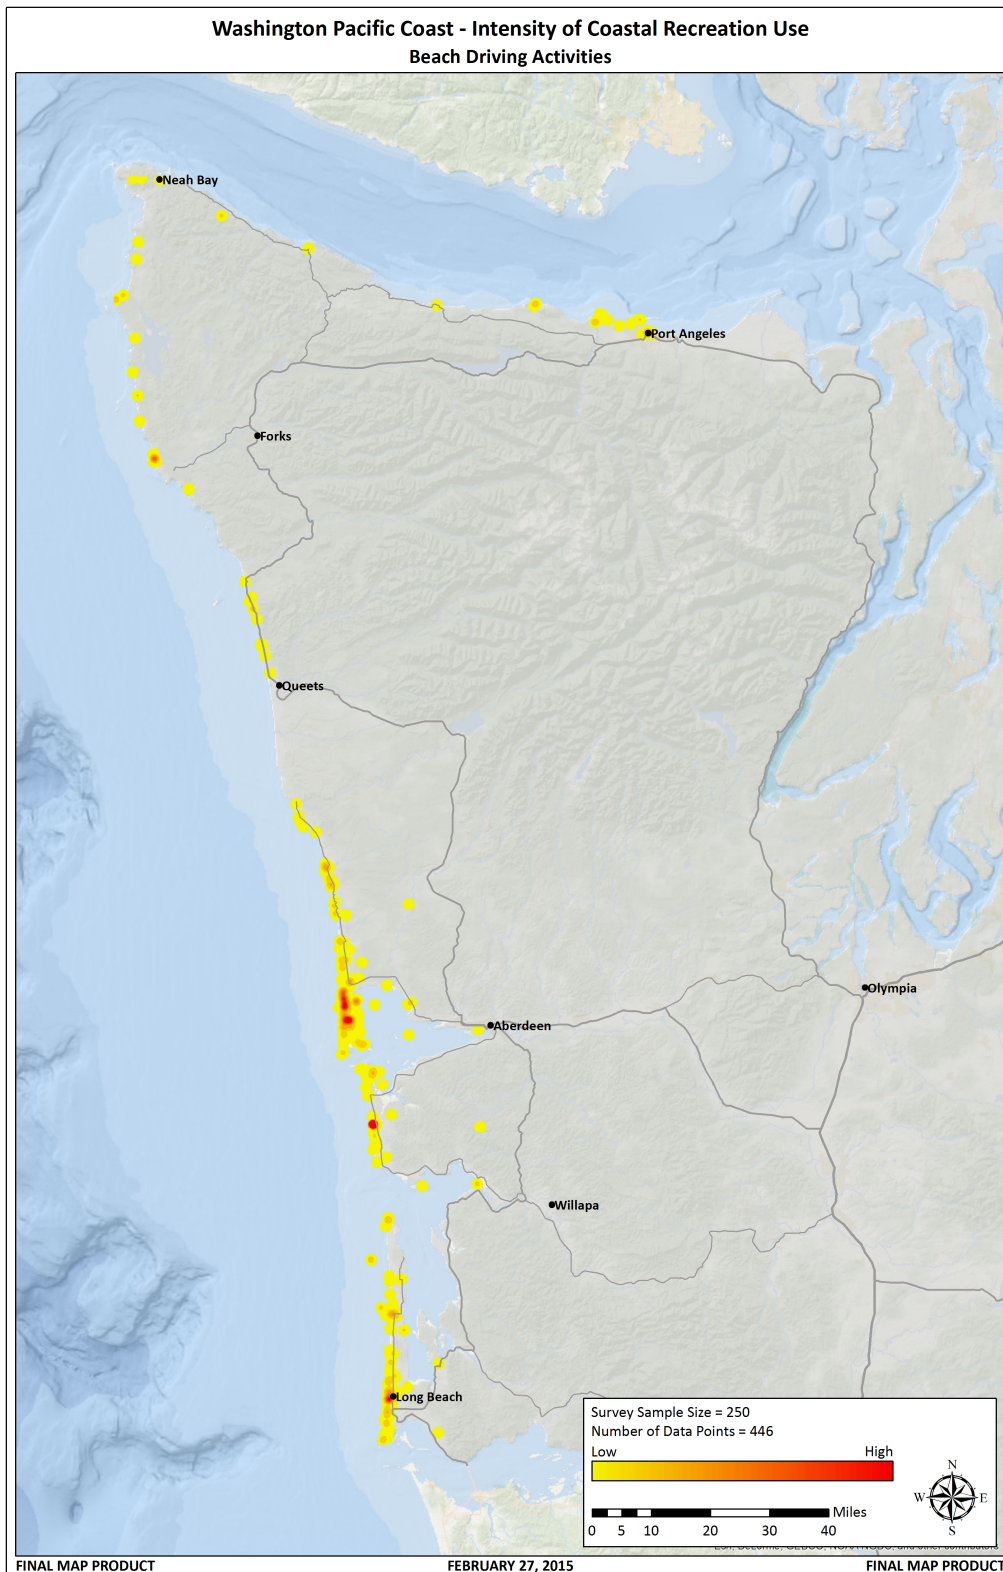 Washington Pacific Coast - Intensity of Coastal Recreation Use
Beach Driving Activities
Neah Bay
Port Angeles
Forks
Queets
Olympia
Aberdeen
Willapa
Long Beach
Survey Sample Size = 250
Number of Data Points = 446
Low High
N
W E
S
Miles
0 5 10 20 30 40
FINAL MAP PRODUCT FEBRUARY 27, 2015 FINAL MAP PRODUCT